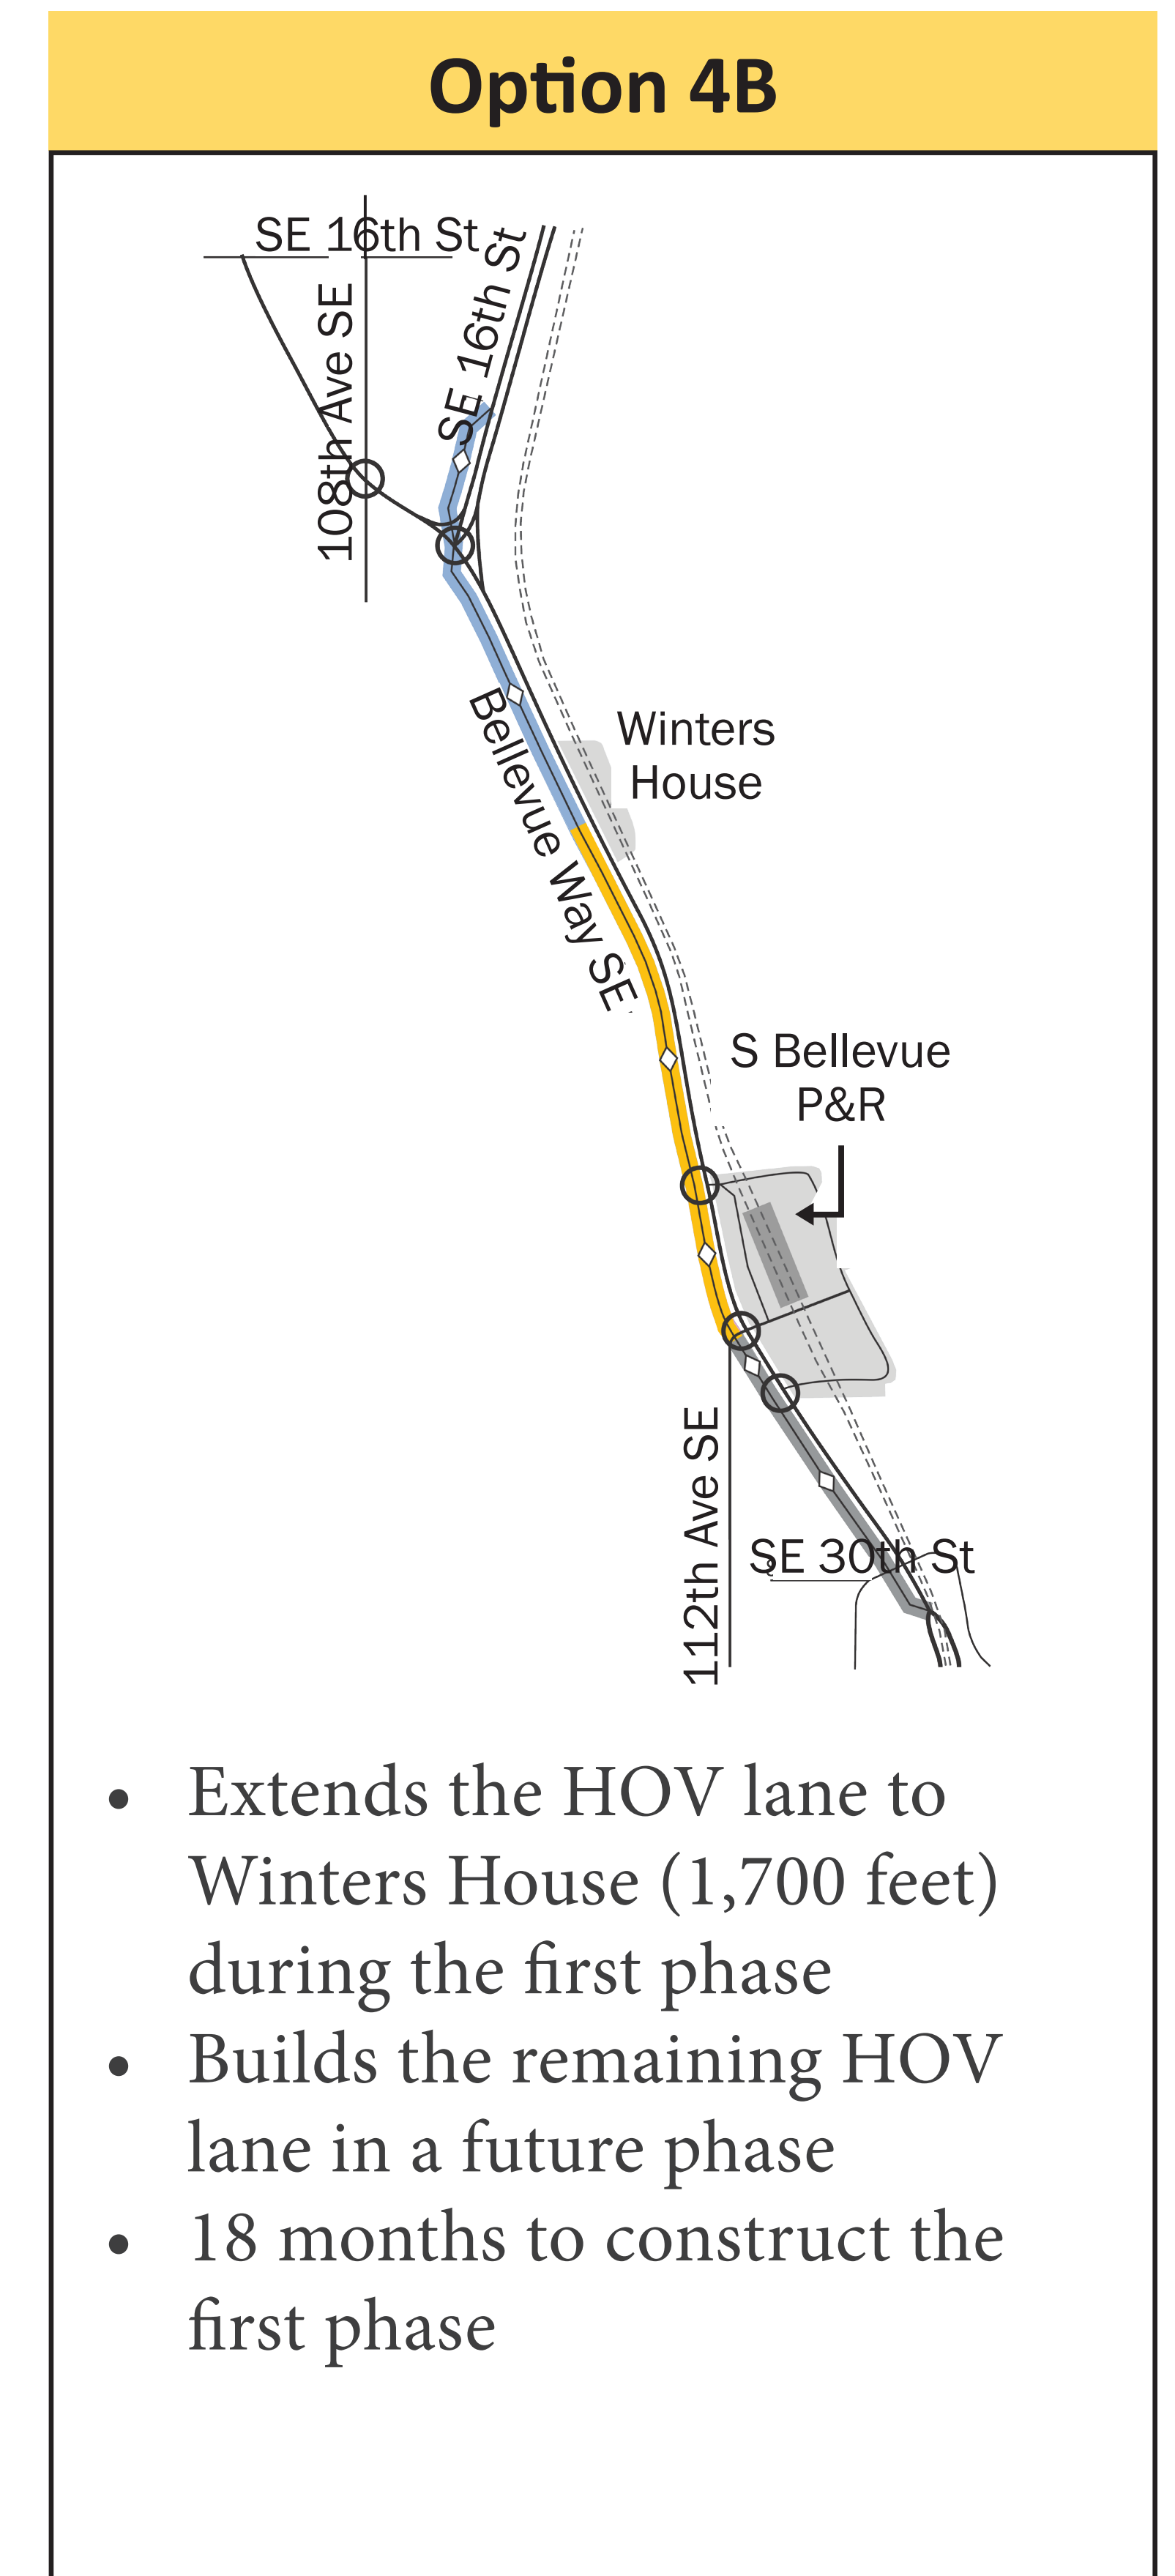 Option 4B
SE 16th St
SE 16th St
108th Ave SE
Winters
House
Bellevue Way SE
S Bellevue
P&R
112th Ave SE
SE 30th St
• Extends the HOV lane to
Winters House (1,700 feet)
during the first phase
• Builds the remaining HOV
lane in a future phase
• 18 months to construct the
first phase